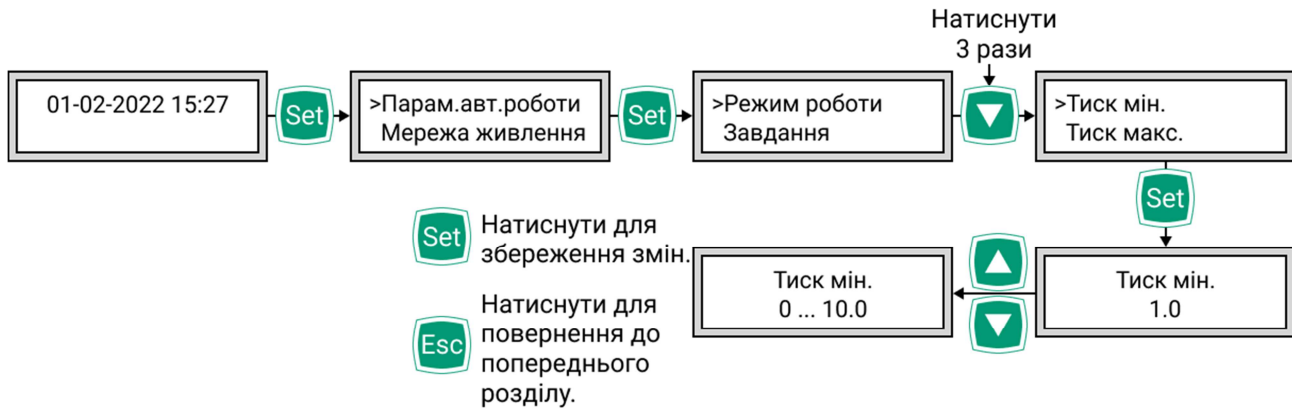 Натиснути
3 рази
01-02-2022 15:27
Set
>Парам.авт.роботи
Мережа живлення
Set
>Режим роботи
Завдання
>Тиск мін.
Тиск макс.
Set
Set
Натиснути для
збереження змін.
Esc
Натиснути для
повернення до
попереднього
розділу.
Тиск мін.
0 ... 10.0
Тиск мін.
1.0